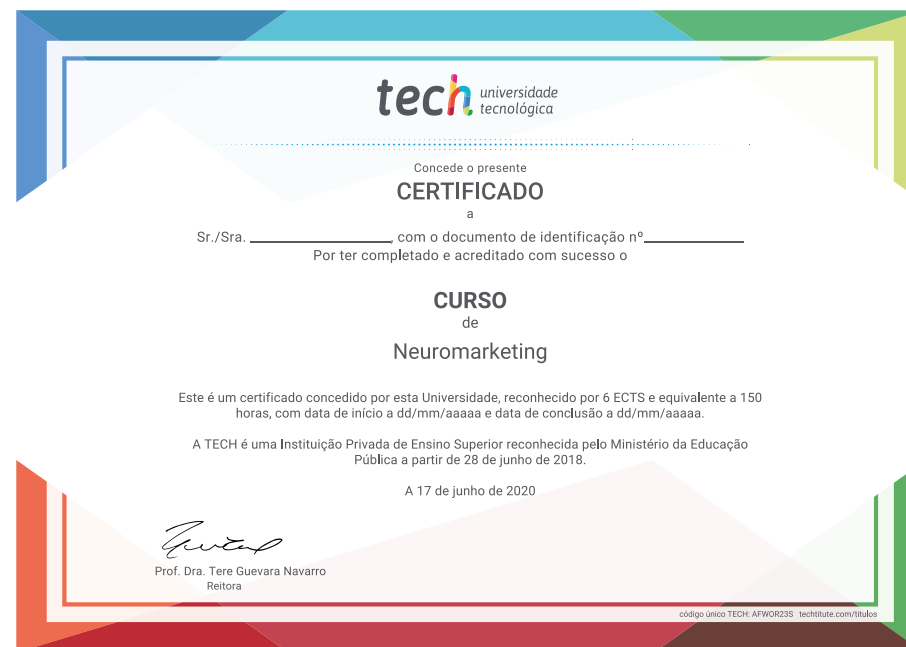 tech universidade
tecnológica
Concede o presente
CERTIFICADO
a
Sr./Sra. ____________________, com o documento de identificação nº______________
Por ter completado e acreditado com sucesso o
CURSO
de
Neuromarketing
Este é um certificado concedido por esta Universidade, reconhecido por 6 ECTS e equivalente a 150
horas, com data de início a dd/mm/aaaaa e data de conclusão a dd/mm/aaaaa.
A TECH é uma Instituição Privada de Ensino Superior reconhecida pelo Ministério da Educação
Pública a partir de 28 de junho de 2018.
A 17 de junho de 2020
Prof. Dra. Tere Guevara Navarro
Reitora
código único TECH: AFWOR23S techtitute.com/titulos